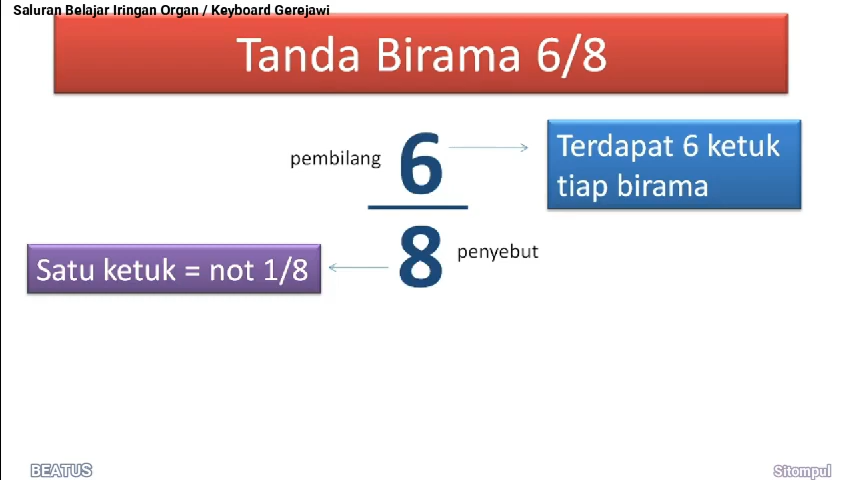 Saluran Belajar Iringan Organ / Keyboard Gerejawi
Tanda Birama 6/8
pembilang
6
Terdapat 6 ketuk
tiap birama
8
penyebut
Satu ketuk = not 1/8
BEATUS
Sitompul